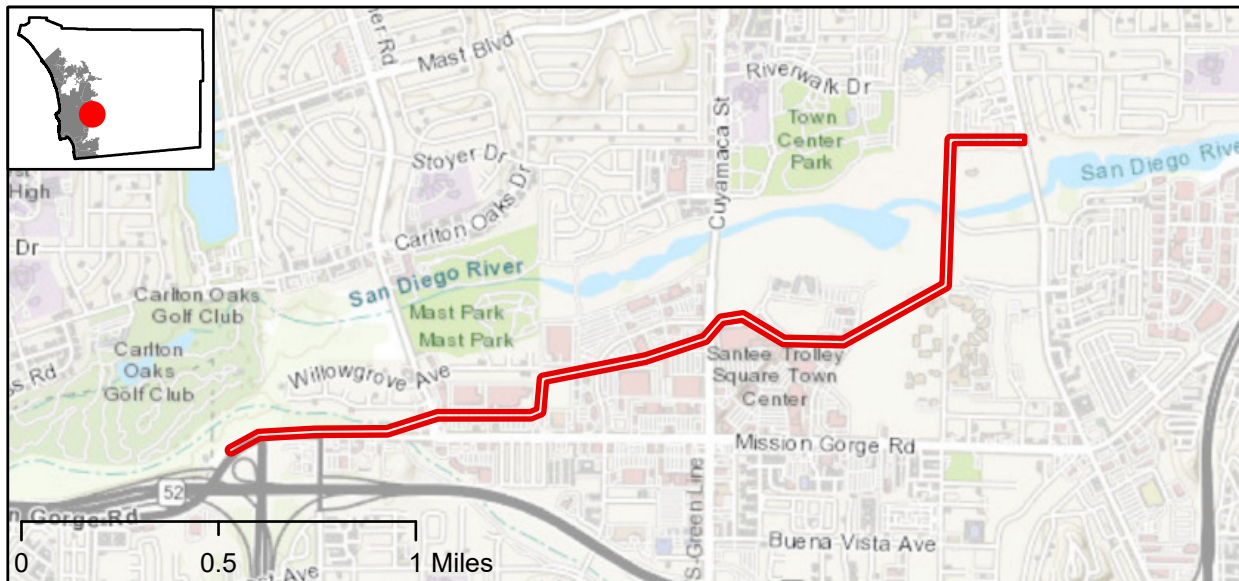 Mast Blvd
Riverwalk Dr
Town
Center
Park
Cuyamaca St
San Diego River
High
Stoyer Dr
Carlton Oaks Dr
Dr
San Diego River
Carlton Oaks
Golf Club
Mast Park
Mast Park
Carlton
Oaks
Golf Club
Rd
Willowgrove Ave
Santee Trolley
Square Town
Center
Mission Gorge Rd
52
Gorge Rd
S-Green Line
Buena Vista Ave
Ave
0
0.5
1 Miles